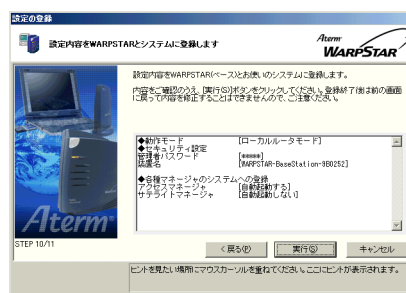 設定の登録
設定内容をWARPSTARとシステムに登録します
Aterm
WARPSTAR
設定内容をWARPSTAR(ベース)とお使いのシステムに登録します。
内容をご確認のうえ、[実行(S)]ボタンをクリックしてください。登録終了後は前の画面
に戻って内容を修正することはできませんので、ご注意ください。
◆動作モード [ローカルルータモード]
◆セキュリティ設定
管理者パスワード [*****]
装置名 [WARPSTAR-BaseStation-9B0252]
◆各種マネージャのシステムへの登録
アクセスマネージャ [自動起動する]
サテライトマネージャ [自動起動しない]
Aterm
STEP 10/11
< 戻る(P)
実行(S)
キャンセル
ヒントを見たい場所にマウスカーソルを重ねてください。ここにヒントが表示されます。